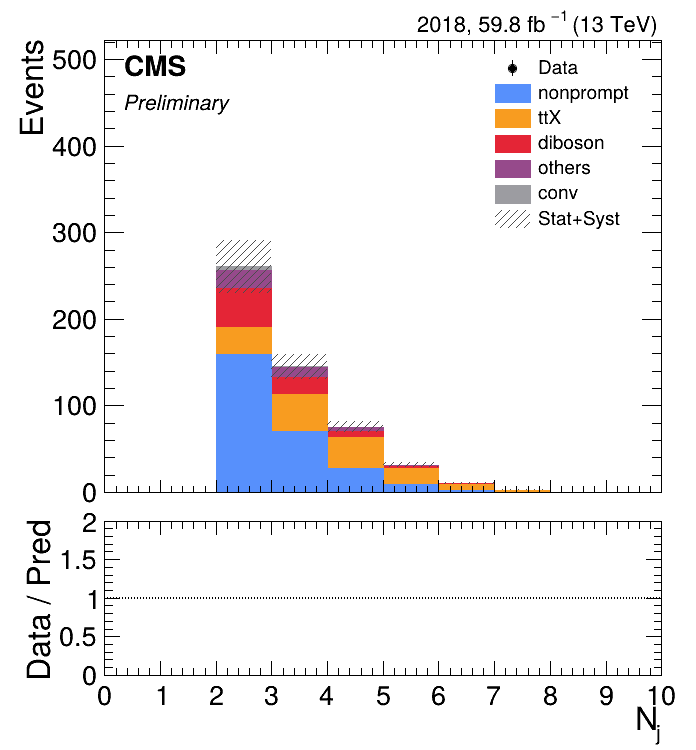 2018, 59.8 fb⁻¹ (13 TeV)
Events
500
400
300
200
100
0
CMS
Preliminary
Data
nonprompt
ttX
diboson
others
conv
Stat+Syst
Data / Pred
2
1.5
1
0.5
0
0 1 2 3 4 5 6 7 8 9 10
N_j